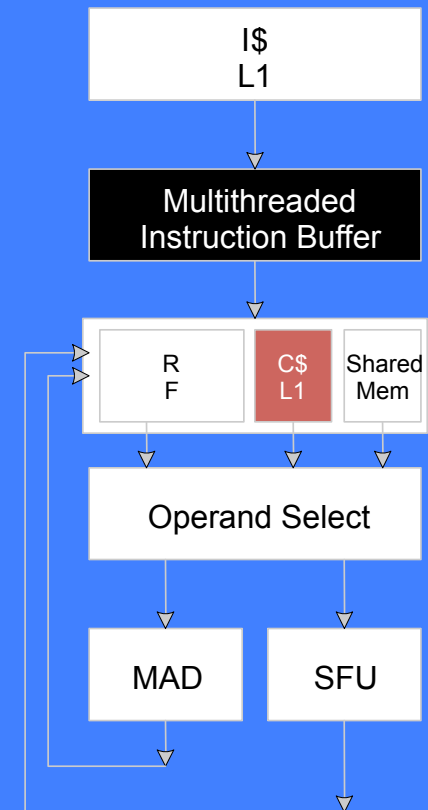 I$
L1
Multithreaded
Instruction Buffer
R
F
C$
L1
Shared
Mem
Operand Select
MAD
SFU